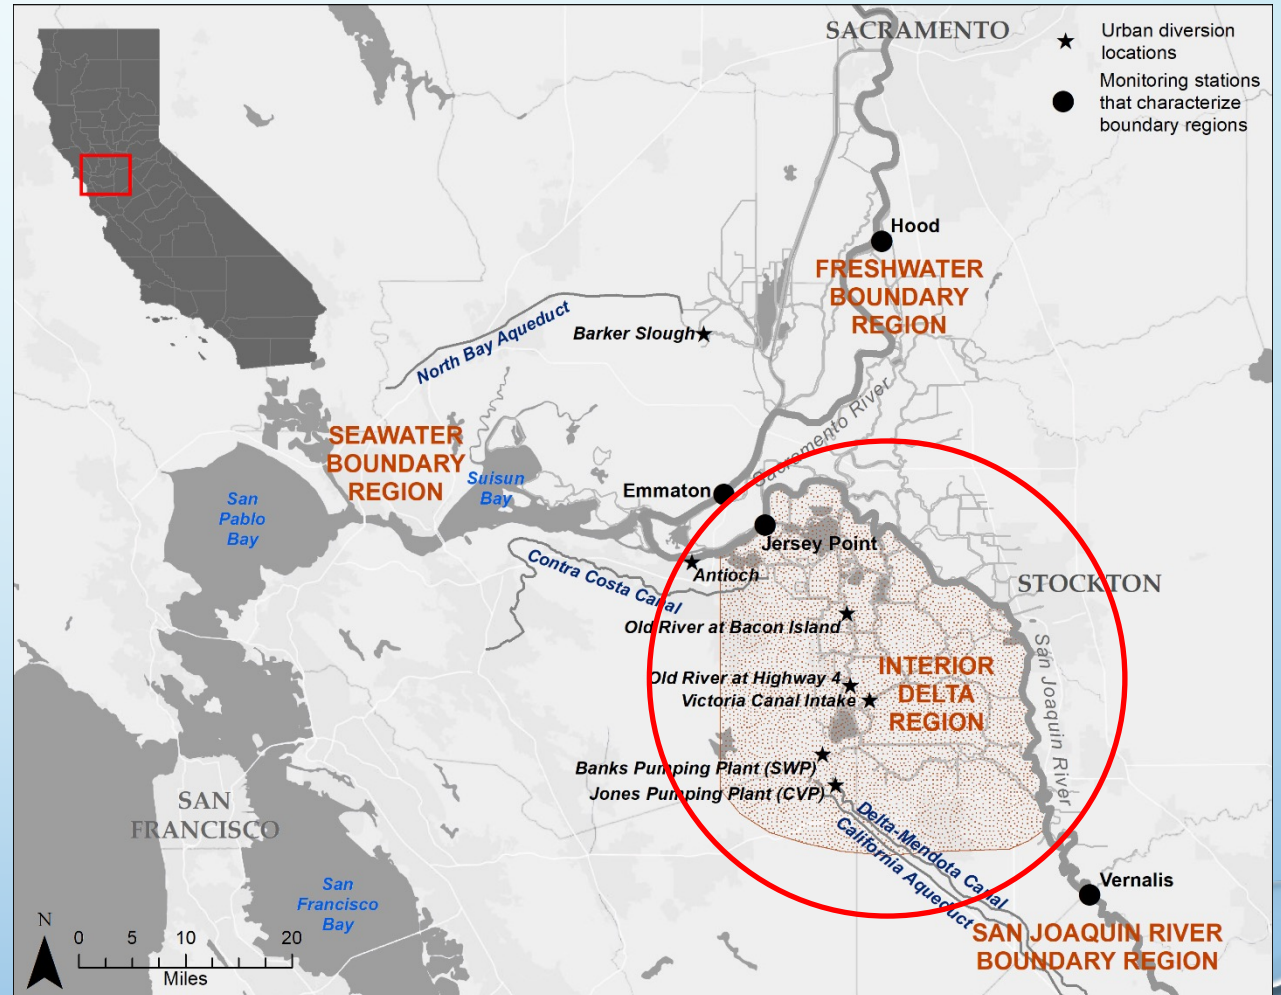 SACRAMENTO
Urban diversion
locations
Monitoring stations
that characterize
boundary regions
Hood
FRESHWATER
BOUNDARY
REGION
Barker Slough
North Bay Aqueduct
Sacramento River
SEAWATER
BOUNDARY
REGION
Suisun
Bay
San
Pablo
Bay
Emmaton
Jersey Point
Antioch
Contra Costa Canal
STOCKTON
Old River at Bacon Island
San Joaquin River
INTERIOR
DELTA
REGION
Old River at Highway 4
Victoria Canal Intake
Banks Pumping Plant (SWP)
Jones Pumping Plant (CVP)
Delta-Mendota Canal
California Aqueduct
SAN
FRANCISCO
San
Francisco
Bay
Vernalis
SAN JOAQUIN RIVER
BOUNDARY REGION
N
0 5 10 20
Miles